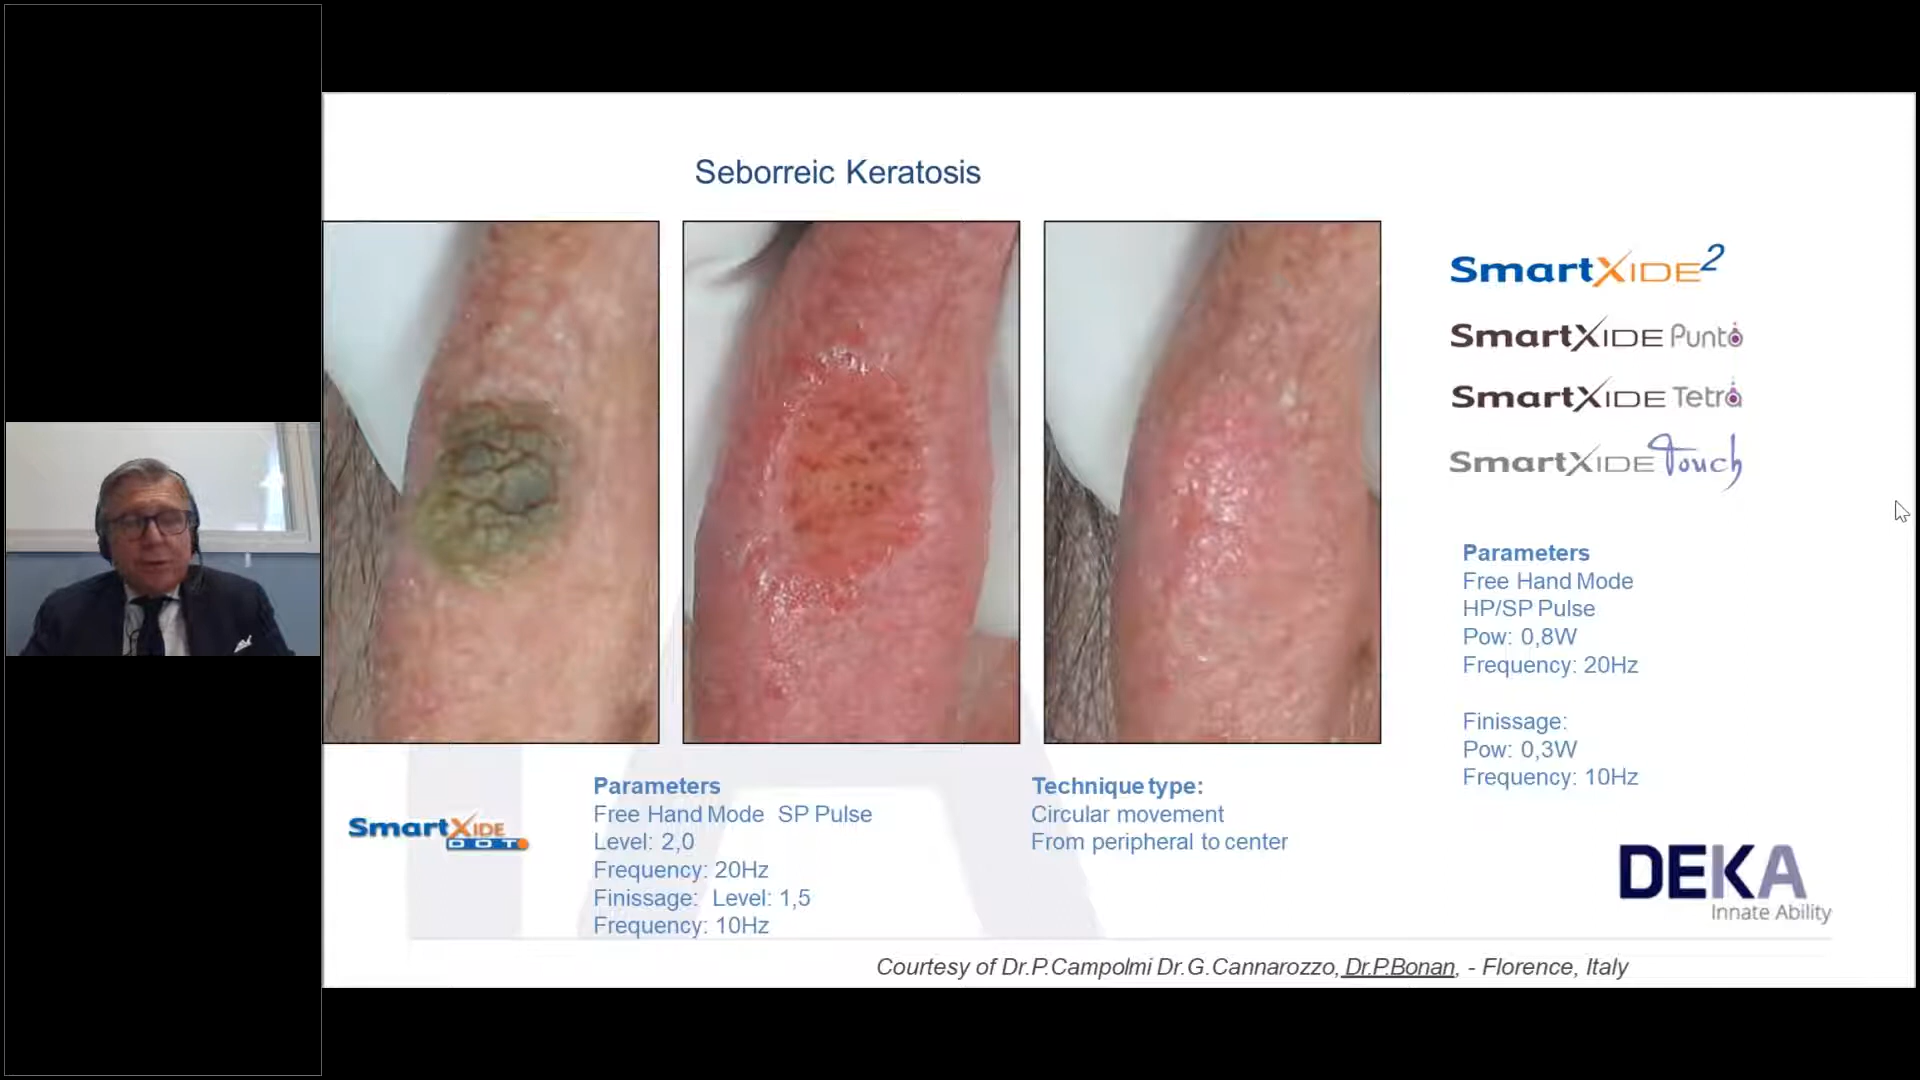 Seborreic Keratosis
SmartXIDE2
SmartXIDE Punto
SmartXIDE Tetra
SmartXIDE Touch
Parameters
Free Hand Mode
HP/SP Pulse
Pow: 0,8W
Frequency: 20Hz
Finissage:
Pow: 0,3W
Frequency: 10Hz
SmartXIDE
DOT
Parameters
Free Hand Mode SP Pulse
Level: 2,0
Frequency: 20Hz
Finissage: Level: 1,5
Frequency: 10Hz
Technique type:
Circular movement
From peripheral to center
DEKA
Innate Ability
Courtesy of Dr.P.Campolmi Dr.G.Cannarozzo, Dr.P.Bonan, - Florence, Italy